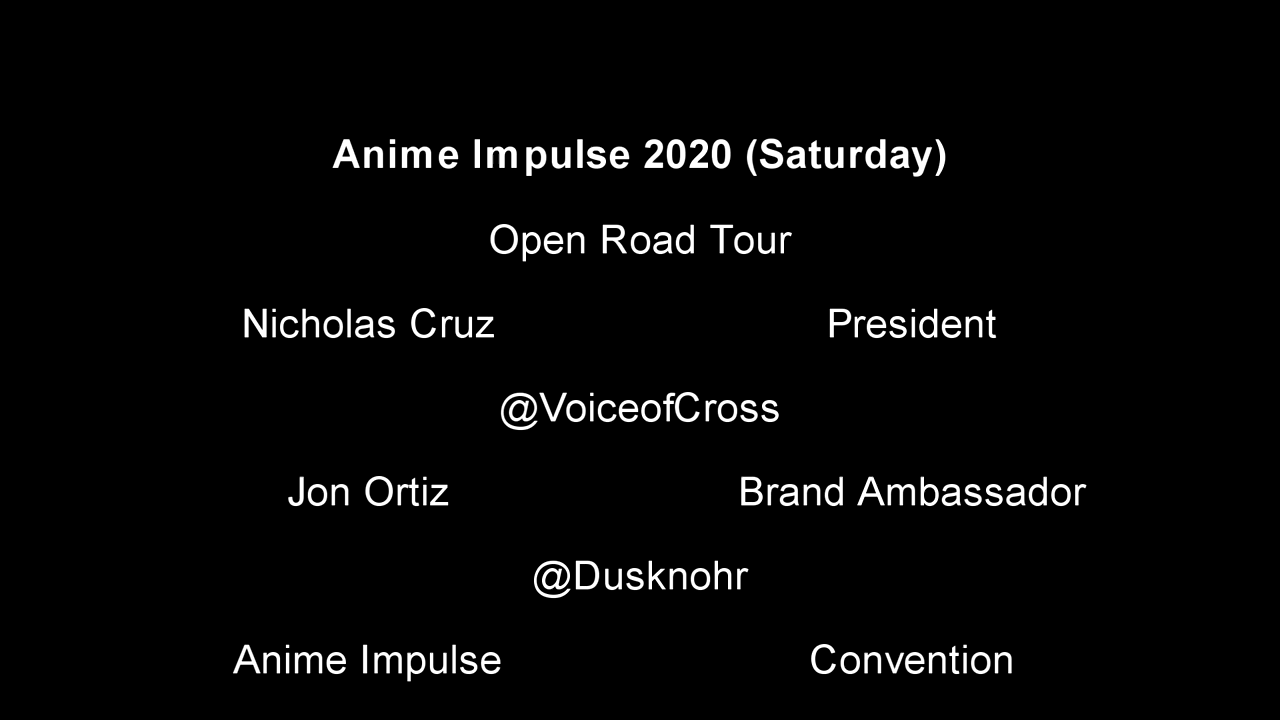 Anime Impulse 2020 (Saturday)
Open Road Tour
Nicholas Cruz President
@VoiceofCross
Jon Ortiz Brand Ambassador
@Dusknohr
Anime Impulse Convention